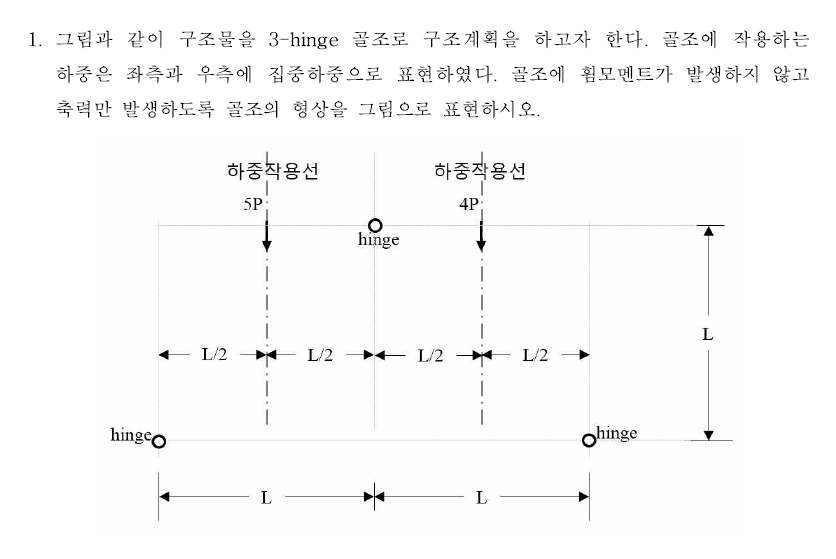 1. 그림과 같이 구조물을 3-hinge 골조로 구조계획을 하고자 한다. 골조에 작용하는
하중은 좌측과 우측에 집중하중으로 표현하였다. 골조에 휨모멘트가 발생하지 않고
축력만 발생하도록 골조의 형상을 그림으로 표현하시오.
하중작용선 하중작용선
5P 4P
hinge
L
L/2 L/2 L/2 L/2
hinge hinge
L L